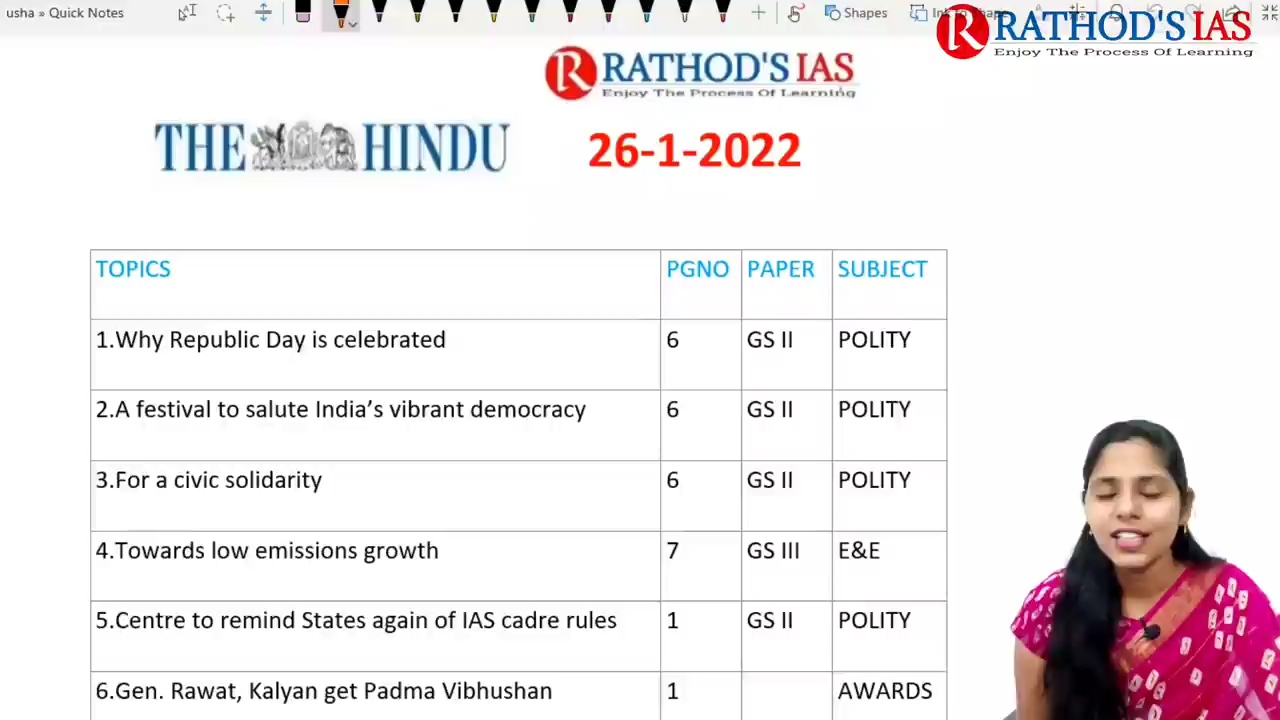 usha » Quick Notes
Shapes
RATHOD'S IAS
Enjoy The Process Of Learning
RATHOD'S IAS
Enjoy The Process Of Learning
THE HINDU 26-1-2022
TOPICS PGNO PAPER SUBJECT
1.Why Republic Day is celebrated 6 GS II POLITY
2.A festival to salute India's vibrant democracy 6 GS II POLITY
3.For a civic solidarity 6 GS II POLITY
4.Towards low emissions growth 7 GS III E&E
5.Centre to remind States again of IAS cadre rules 1 GS II POLITY
6.Gen. Rawat, Kalyan get Padma Vibhushan 1 AWARDS